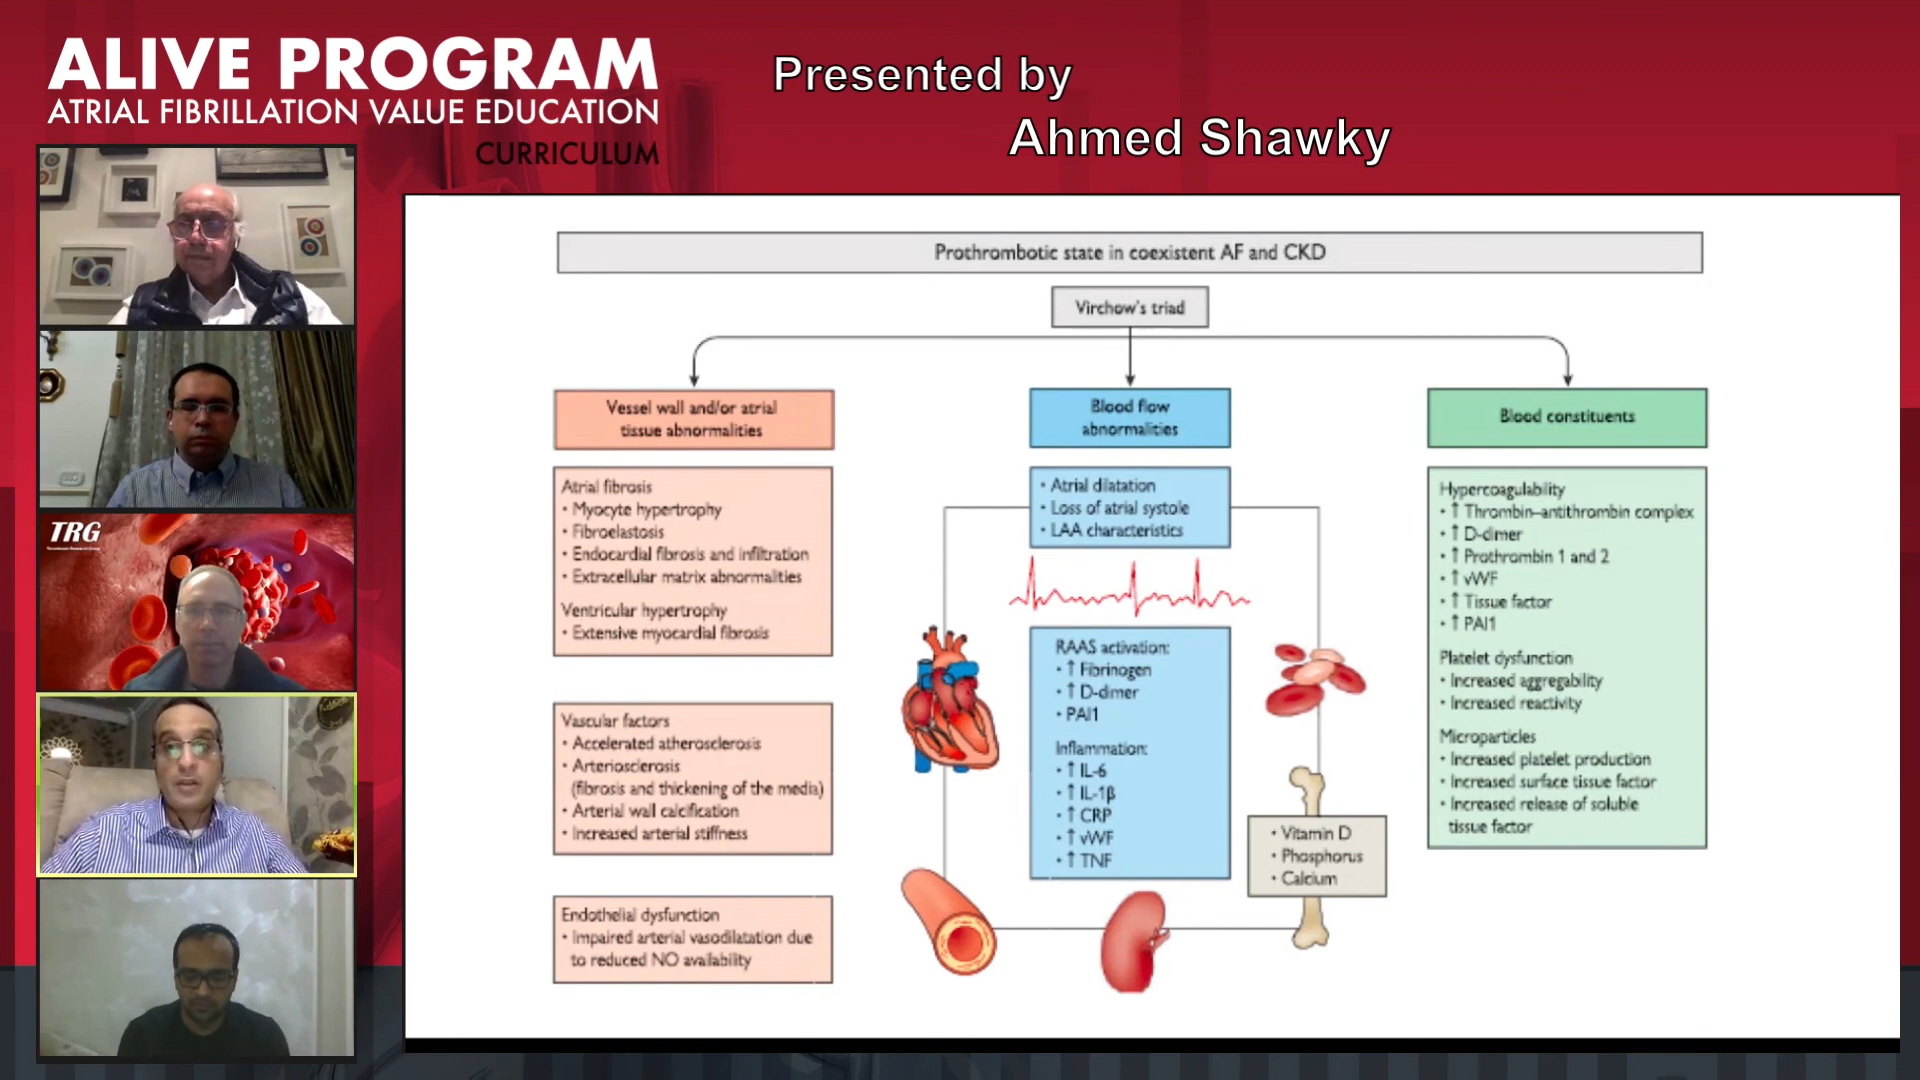 ALIVE PROGRAM
ATRIAL FIBRILLATION VALUE EDUCATION
CURRICULUM
Presented by
Ahmed Shawky
TRG
Prothrombotic state in coexistent AF and CKD
Virchow's triad
Vessel wall and/or atrial
tissue abnormalities
Atrial fibrosis
• Myocyte hypertrophy
• Fibroelastosis
• Endocardial fibrosis and infiltration
• Extracellular matrix abnormalities
Ventricular hypertrophy
• Extensive myocardial fibrosis
Vascular factors
• Accelerated atherosclerosis
• Arteriosclerosis
(fibrosis and thickening of the media)
• Arterial wall calcification
• Increased arterial stiffness
Endothelial dysfunction
• Impaired arterial vasodilatation due
to reduced NO availability
Blood flow
abnormalities
• Atrial dilatation
• Loss of atrial systole
• LAA characteristics
RAAS activation:
• ↑ Fibrinogen
• ↑ D-dimer
• PAI1
Inflammation:
• ↑ IL-6
• ↑ IL-1β
• ↑ CRP
• ↑ vWF
• ↑ TNF
• Vitamin D
• Phosphorus
• Calcium
Blood constituents
Hypercoagulability
• ↑ Thrombin–antithrombin complex
• ↑ D-dimer
• ↑ Prothrombin 1 and 2
• ↑ vWF
• ↑ Tissue factor
• ↑ PAI1
Platelet dysfunction
• Increased aggregability
• Increased reactivity
Microparticles
• Increased platelet production
• Increased surface tissue factor
• Increased release of soluble
tissue factor